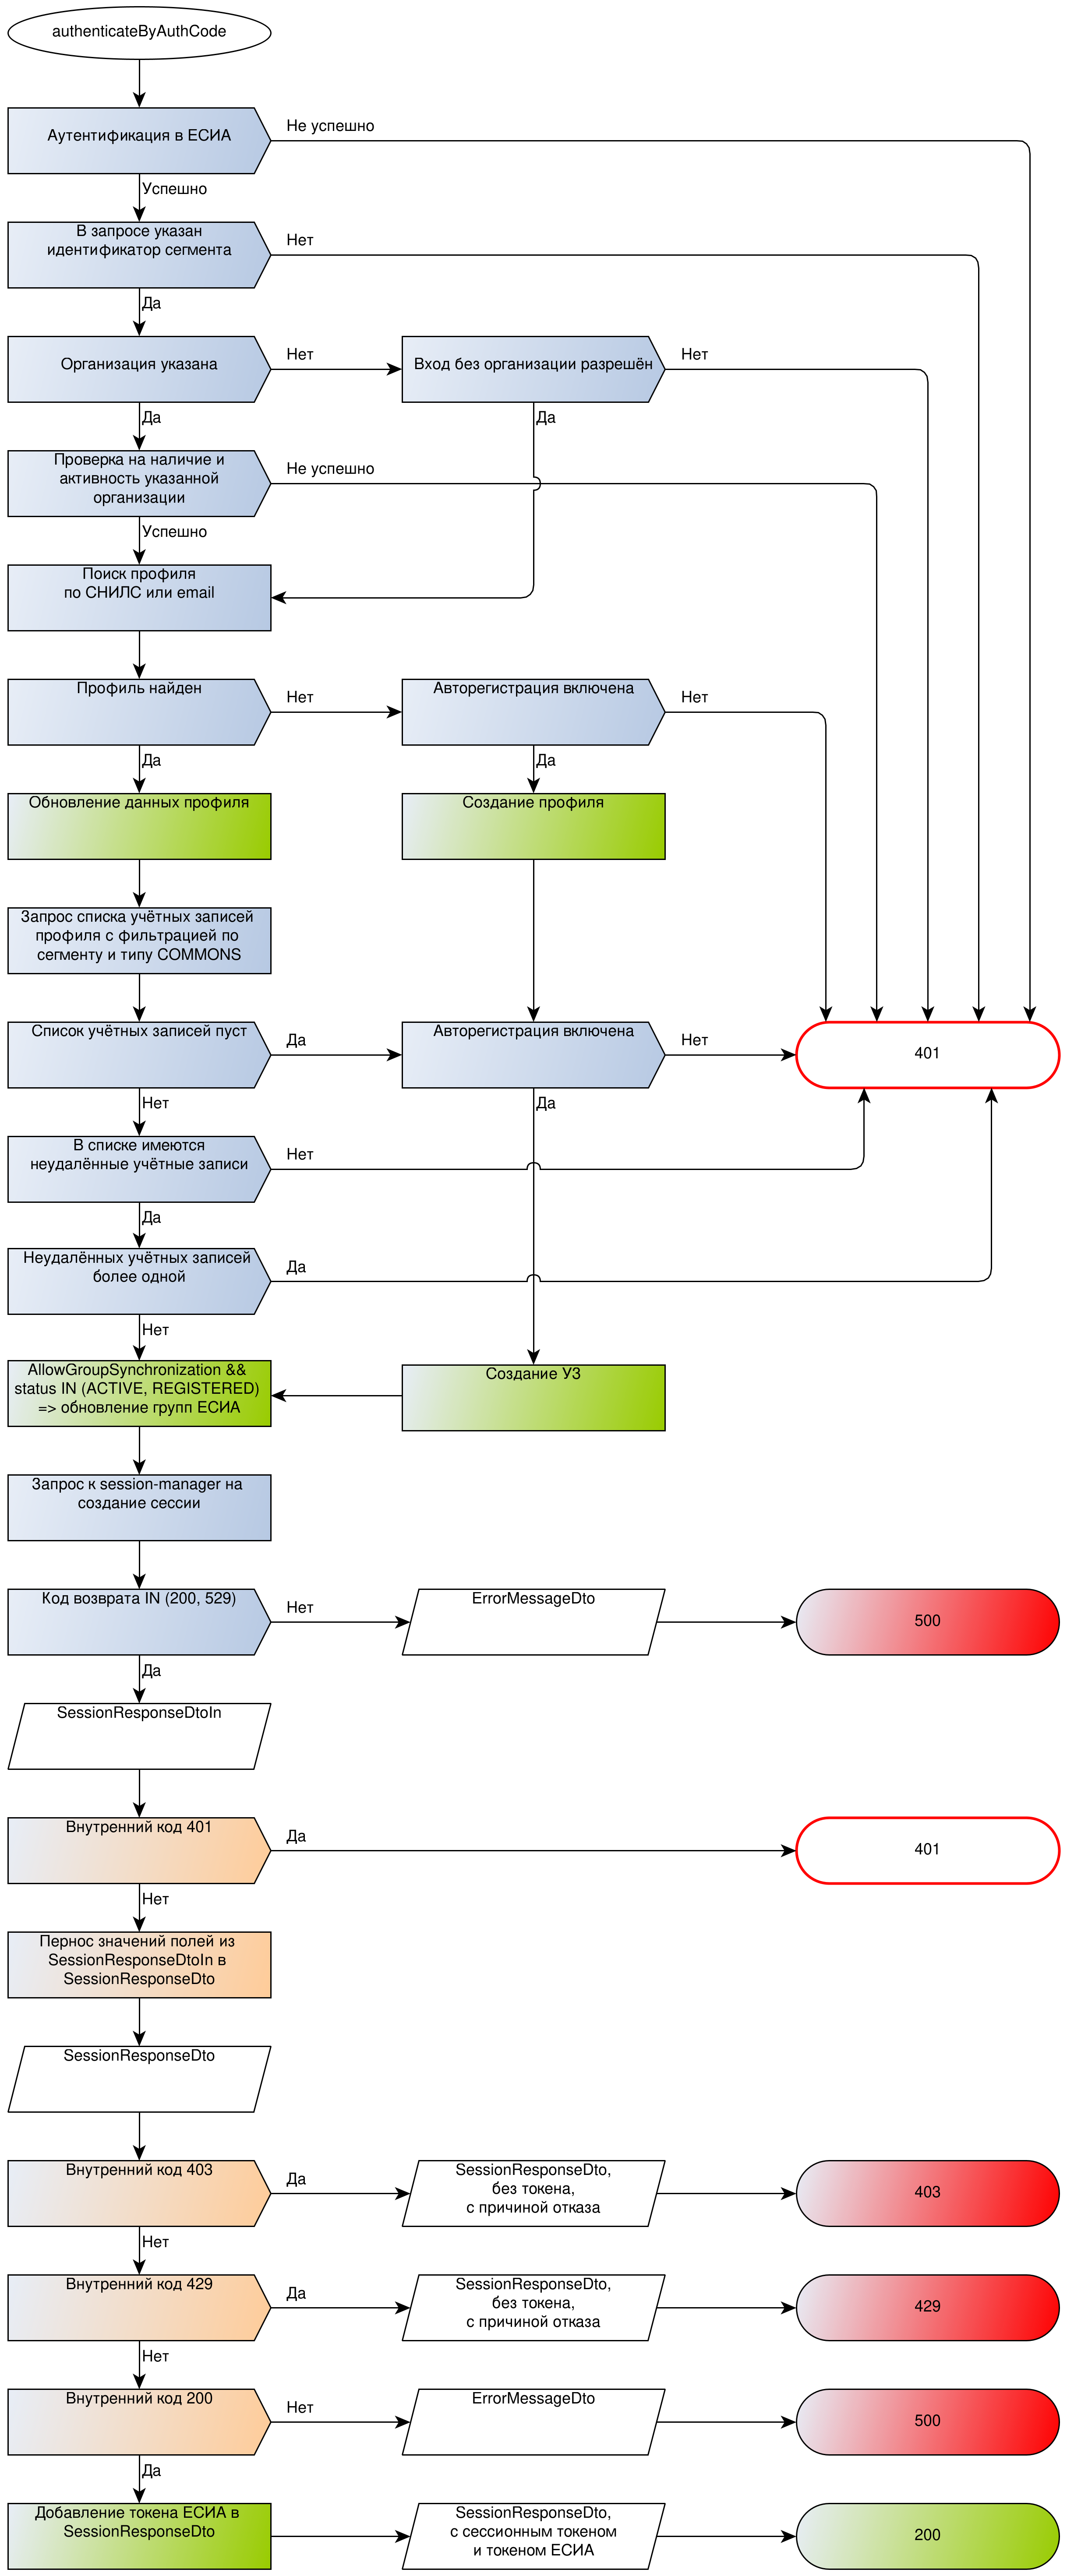 authenticateByAuthCode
Аутентификация в ЕСИА
Не успешно
Успешно
В запросе указан
идентификатор сегмента
Нет
Да
Организация указана
Нет
Вход без организации разрешён
Нет
Да
Да
Проверка на наличие и
активность указанной
организации
Не успешно
Успешно
Поиск профиля
по СНИЛС или email
Профиль найден
Нет
Авторегистрация включена
Нет
Да
Да
Обновление данных профиля
Создание профиля
Запрос списка учётных записей
профиля с фильтрацией по
сегменту и типу COMMONS
Список учётных записей пуст
Да
Авторегистрация включена
Нет
401
Нет
Да
В списке имеются
неудалённые учётные записи
Нет
Да
Неудалённых учётных записей
более одной
Да
Нет
AllowGroupSynchronization &&
status IN (ACTIVE, REGISTERED)
=> обновление групп ЕСИА
Создание УЗ
Запрос к session-manager на
создание сессии
Код возврата IN (200, 529)
Нет
ErrorMessageDto
500
Да
SessionResponseDtoIn
Внутренний код 401
Да
401
Нет
Пернос значений полей из
SessionResponseDtoIn в
SessionResponseDto
SessionResponseDto
Внутренний код 403
Да
SessionResponseDto,
без токена,
с причиной отказа
403
Нет
Внутренний код 429
Да
SessionResponseDto,
без токена,
с причиной отказа
429
Нет
Внутренний код 200
Нет
ErrorMessageDto
500
Да
Добавление токена ЕСИА в
SessionResponseDto
SessionResponseDto,
с сессионным токеном
и токеном ЕСИА
200